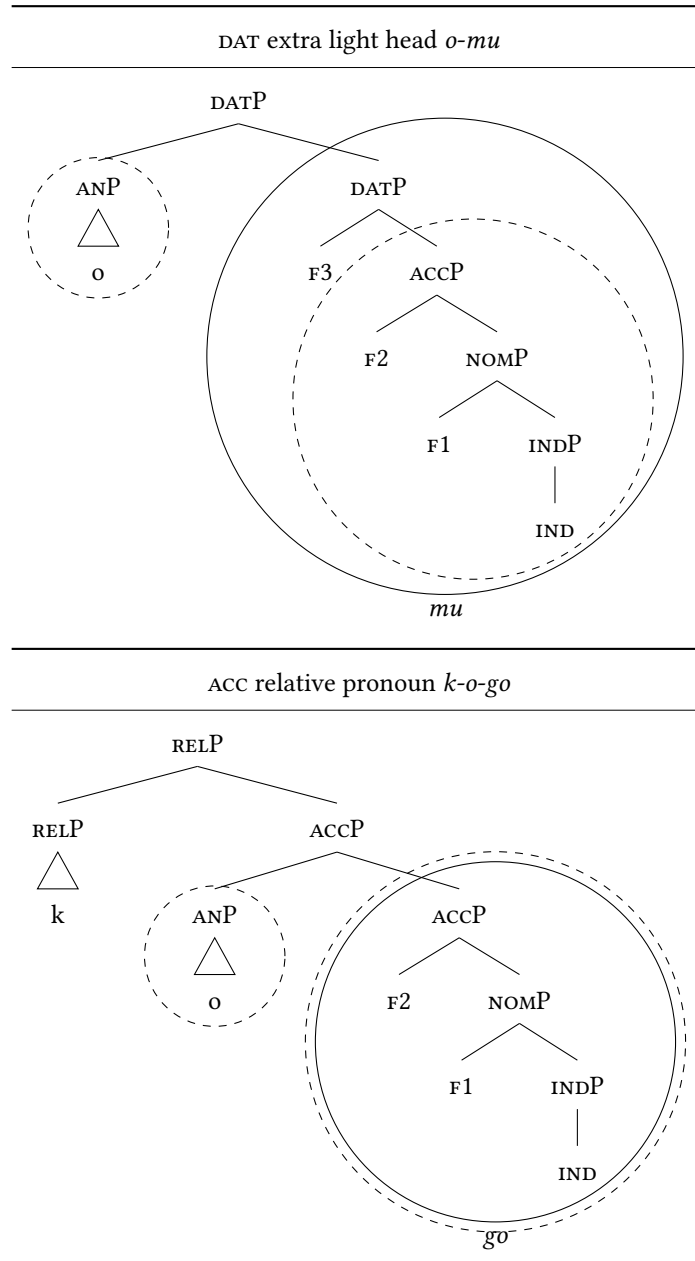 DAT extra light head o-mu
DATP
ANP DATP
o F3 ACCP
F2 NOMP
F1 INDP
IND
mu
ACC relative pronoun k-o-go
RELP
RELP ACCP
k ANP ACCP
o F2 NOMP
F1 INDP
IND
go